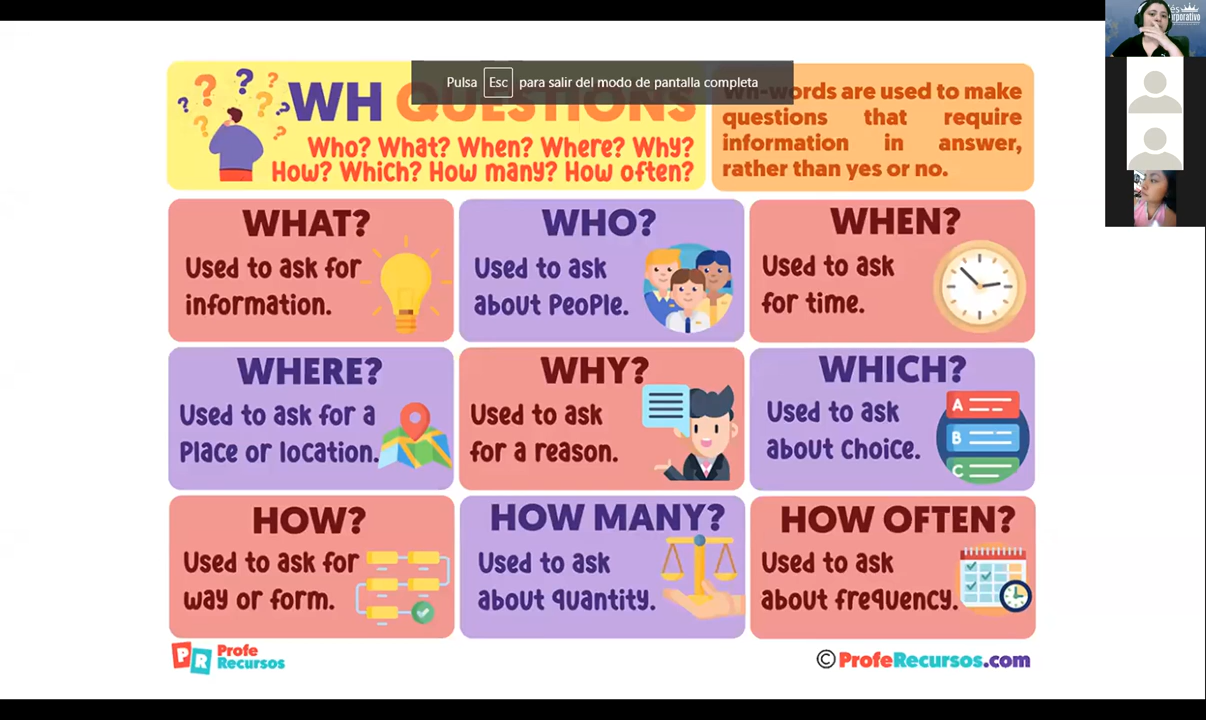 Pulsa Esc para salir del modo de pantalla completa
WH QUESTIONS
Who? What? When? Where? Why?
How? Which? How many? How often?
words are used to make
questions that require
information in answer,
rather than yes or no.
WHAT?
Used to ask for
information.
WHO?
Used to ask
about People.
WHEN?
Used to ask
for time.
WHERE?
Used to ask for a
Place or location.
WHY?
Used to ask
for a reason.
WHICH?
Used to ask
about choice.
A
B
C
HOW?
Used to ask for
way or form.
HOW MANY?
Used to ask
about quantity.
HOW OFTEN?
Used to ask
about frequency.
PR
Profe
Recursos
© ProfeRecursos.com